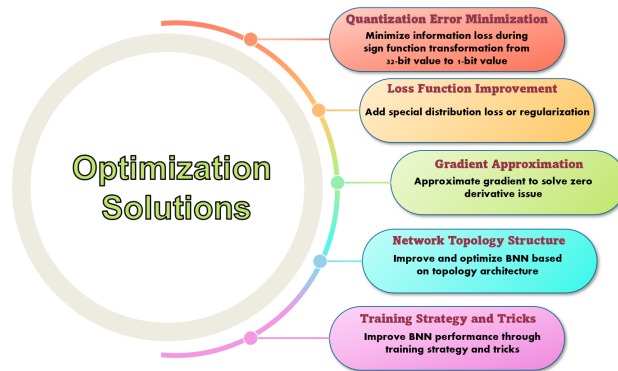 Optimization
Solutions
Quantization Error Minimization
Minimize information loss during
sign function transformation from
32-bit value to 1-bit value
Loss Function Improvement
Add special distribution loss or regularization
Gradient Approximation
Approximate gradient to solve zero
derivative issue
Network Topology Structure
Improve and optimize BNN based
on topology architecture
Training Strategy and Tricks
Improve BNN performance through
training strategy and tricks